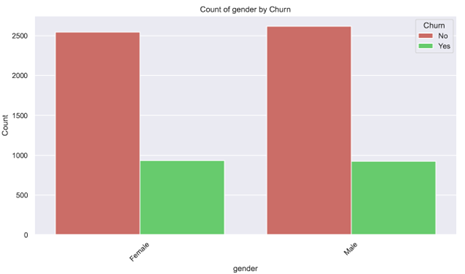 Count of gender by Churn
Churn
No
Yes
2500
2000
1500
1000
500
0
Count
Female
Male
gender